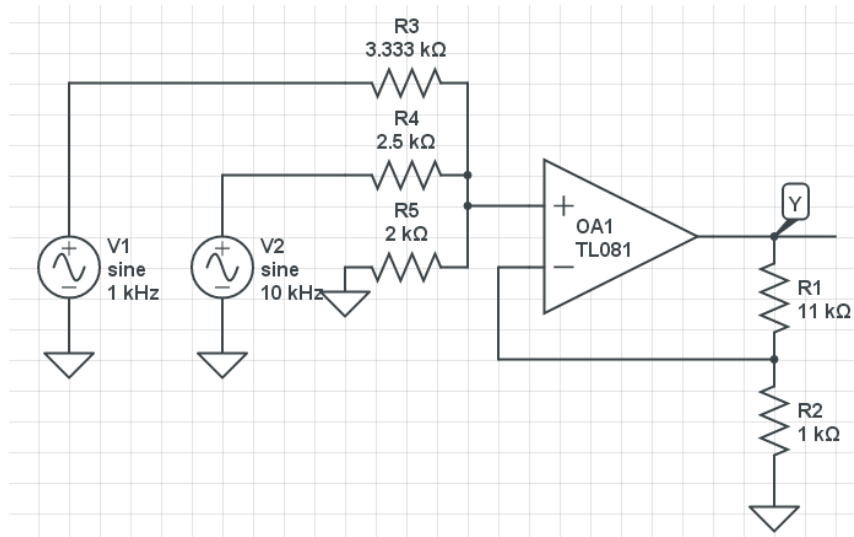 R3
3.333 kΩ
R4
2.5 kΩ
R5
2 kΩ
V1
sine
1 kHz
V2
sine
10 kHz
+
−
OA1
TL081
Y
R1
11 kΩ
R2
1 kΩ